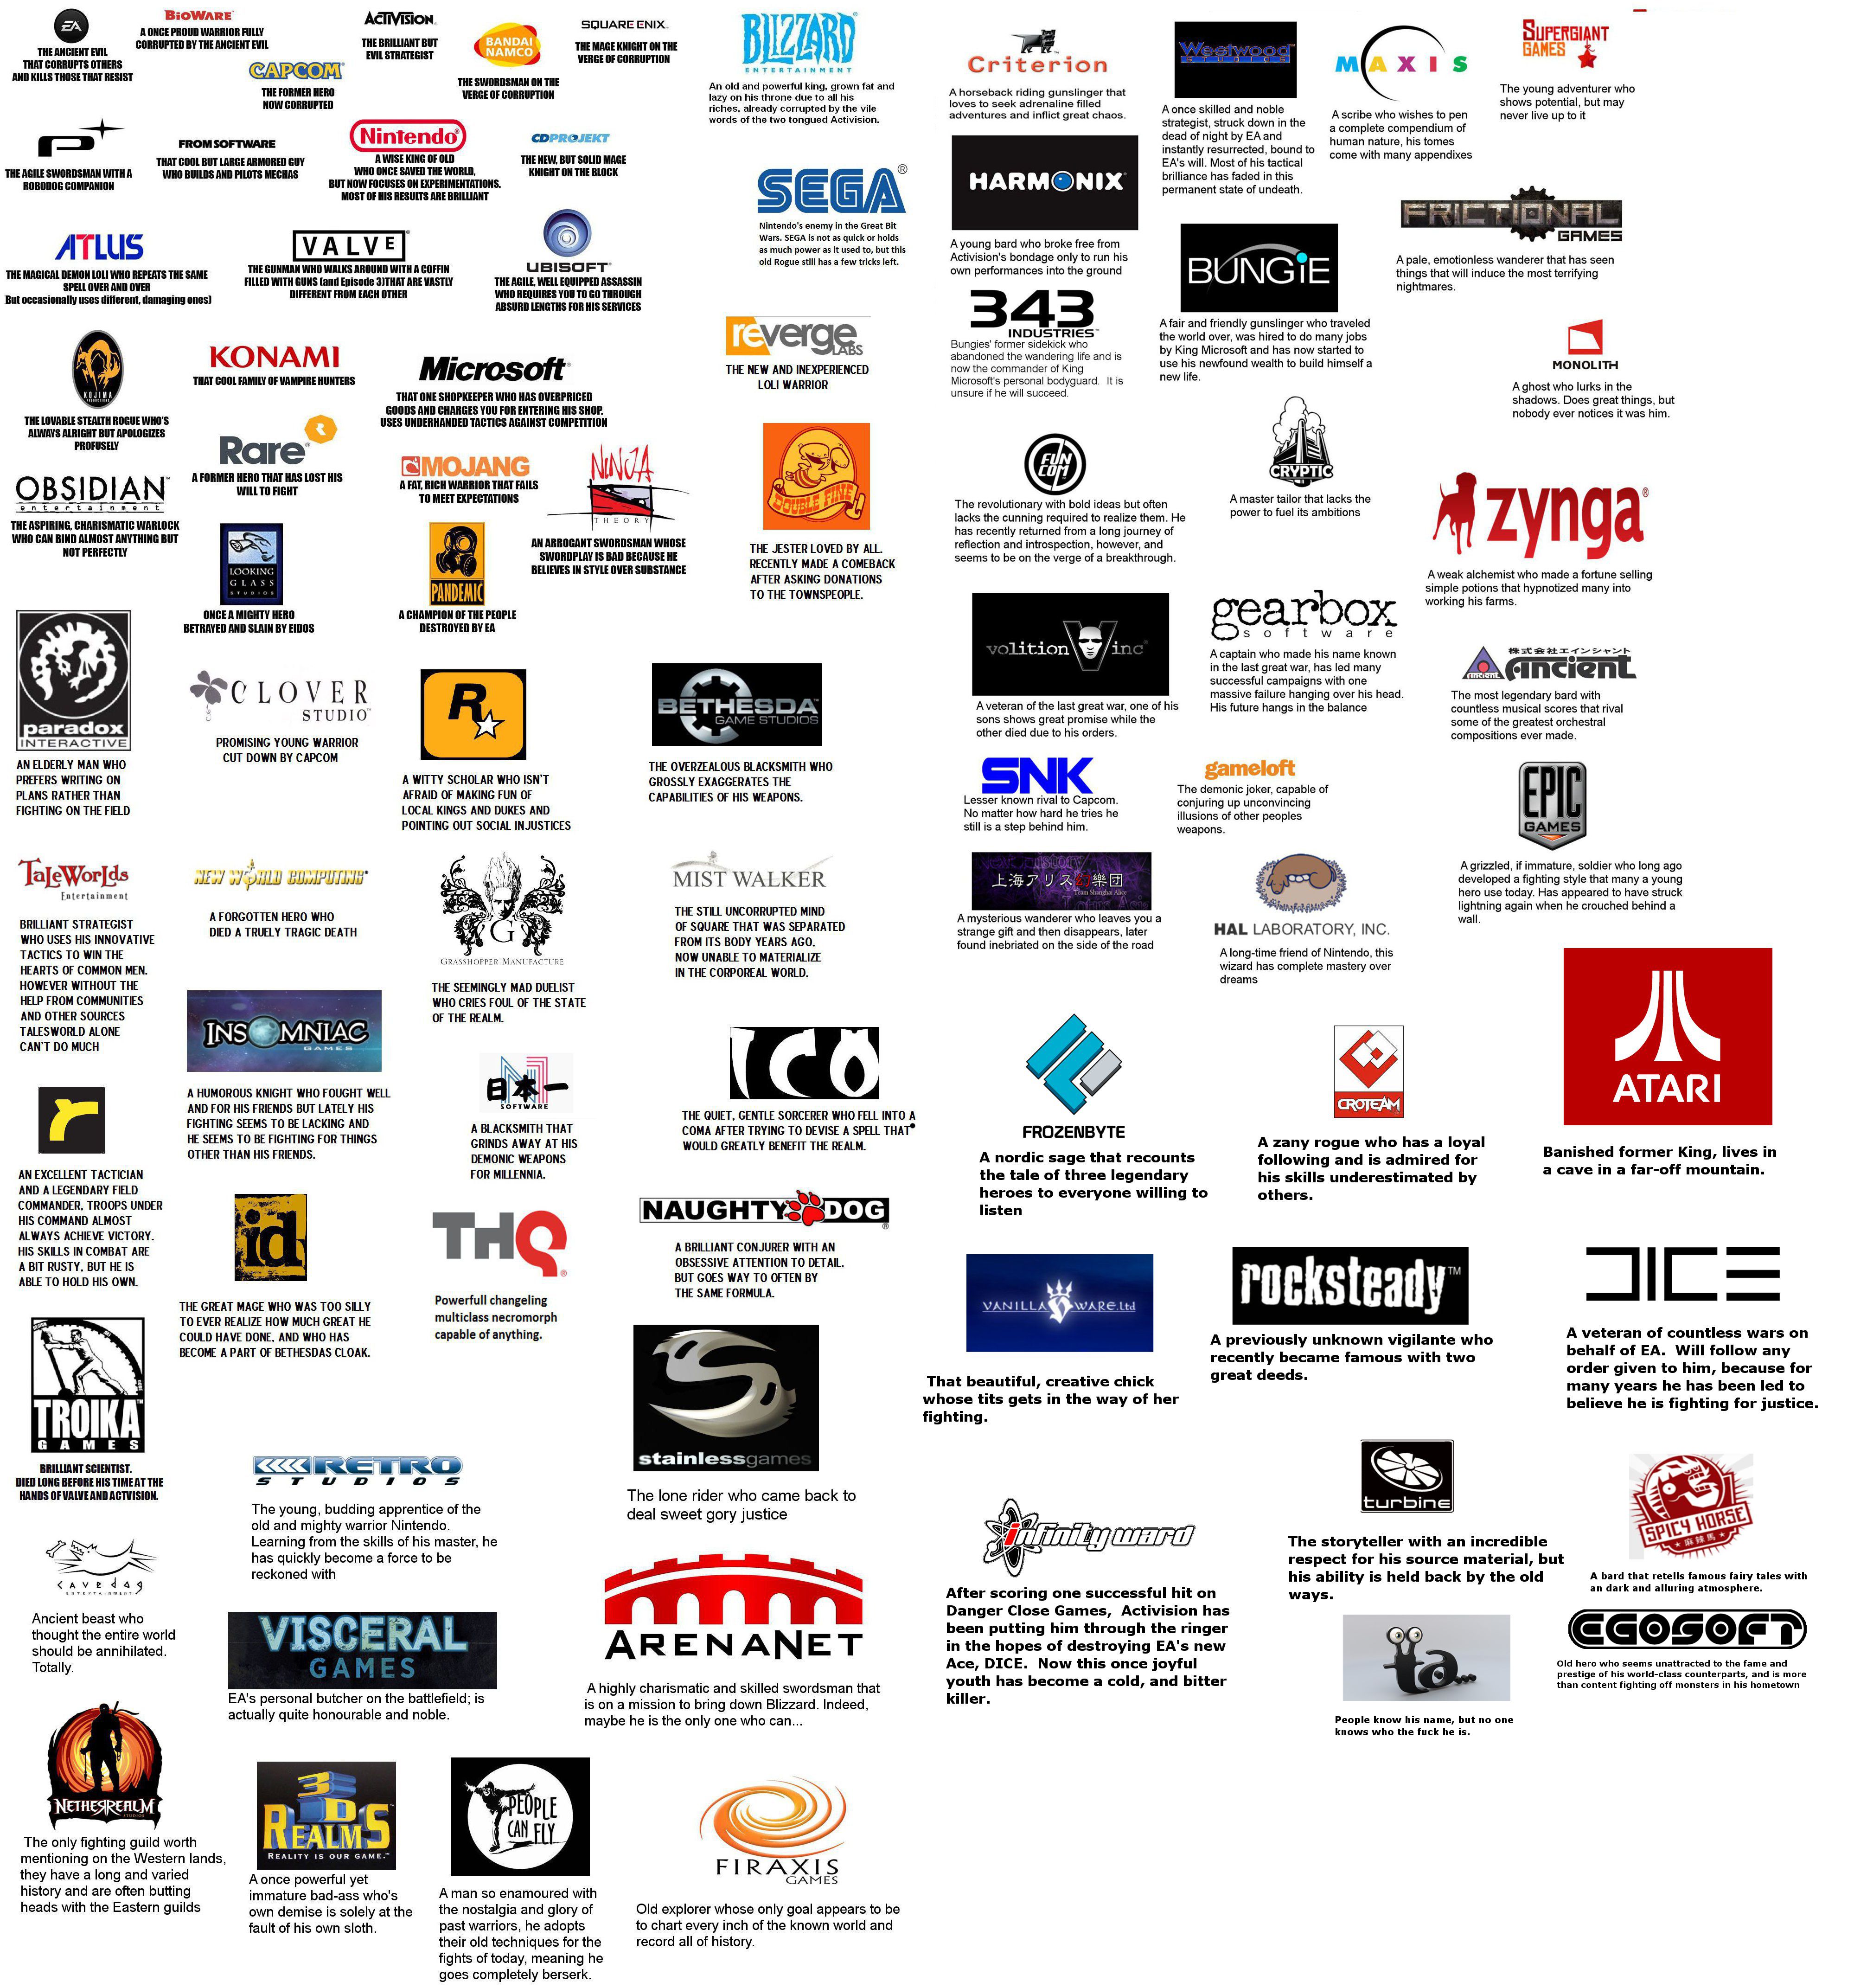 EA
THE ANCIENT EVIL
THAT CORRUPTS OTHERS
AND KILLS THOSE THAT RESIST
BIOWARE
A ONCE PROUD WARRIOR FULLY
CORRUPTED BY THE ANCIENT EVIL
CAPCOM
THE FORMER HERO
NOW CORRUPTED
ACTIVISION.
THE BRILLIANT BUT
EVIL STRATEGIST
BANDAI
NAMCO
THE SWORDSMAN ON THE
VERGE OF CORRUPTION
SQUARE ENIX.
THE MAGE KNIGHT ON THE
VERGE OF CORRUPTION
BLIZZARD
ENTERTAINMENT
An old and powerful king, grown fat and
lazy on his throne due to all his
riches, already corrupted by the vile
words of the two tongued Activision.
THE AGILE SWORDSMAN WITH A
ROBODOG COMPANION
FROM SOFTWARE
THAT COOL BUT LARGE ARMORED GUY
WHO BUILDS AND PILOTS MECHAS
Nintendo®
A WISE KING OF OLD
WHO ONCE SAVED THE WORLD,
BUT NOW FOCUSES ON EXPERIMENTATIONS.
MOST OF HIS RESULTS ARE BRILLIANT
CDPROJEKT
THE NEW, BUT SOLID MAGE
KNIGHT ON THE BLOCK
SEGA®
Nintendo's enemy in the Great Bit
Wars. SEGA is not as quick or holds
as much power as it used to, but this
old Rogue still has a few tricks left.
ATLUS
THE MAGICAL DEMON LOLI WHO REPEATS THE SAME
SPELL OVER AND OVER
But occasionally uses different, damaging ones)
VALVE
THE GUNMAN WHO WALKS AROUND WITH A COFFIN
FILLED WITH GUNS (and Episode 3)THAT ARE VASTLY
DIFFERENT FROM EACH OTHER
UBISOFT
THE AGILE, WELL EQUIPPED ASSASSIN
WHO REQUIRES YOU TO GO THROUGH
ABSURD LENGTHS FOR HIS SERVICES
KOJIMA
PRODUCTIONS
THE LOVABLE STEALTH ROGUE WHO'S
ALWAYS ALRIGHT BUT APOLOGIZES
PROFUSELY
KONAMI
THAT COOL FAMILY OF VAMPIRE HUNTERS
Microsoft
THAT ONE SHOPKEEPER WHO HAS OVERPRICED
GOODS AND CHARGES YOU FOR ENTERING HIS SHOP.
USES UNDERHANDED TACTICS AGAINST COMPETITION
reverge
LABS
THE NEW AND INEXPERIENCED
LOLI WARRIOR
OBSIDIAN
entertainment
THE ASPIRING, CHARISMATIC WARLOCK
WHO CAN BIND ALMOST ANYTHING BUT
NOT PERFECTLY
Rare
A FORMER HERO THAT HAS LOST HIS
WILL TO FIGHT
MOJANG
A FAT, RICH WARRIOR THAT FAILS
TO MEET EXPECTATIONS
NINJA
THEORY
AN ARROGANT SWORDSMAN WHOSE
SWORDPLAY IS BAD BECAUSE HE
BELIEVES IN STYLE OVER SUBSTANCE
DOUBLE FINE
THE JESTER LOVED BY ALL.
RECENTLY MADE A COMEBACK
AFTER ASKING DONATIONS
TO THE TOWNSPEOPLE.
LOOKING
GLASS
STUDIOS
ONCE A MIGHTY HERO
BETRAYED AND SLAIN BY EIDOS
PANDEMIC
A CHAMPION OF THE PEOPLE
DESTROYED BY EA
paradox
INTERACTIVE
AN ELDERLY MAN WHO
PREFERS WRITING ON
PLANS RATHER THAN
FIGHTING ON THE FIELD
CLOVER
STUDIO™
PROMISING YOUNG WARRIOR
CUT DOWN BY CAPCOM
R
A WITTY SCHOLAR WHO ISN'T
AFRAID OF MAKING FUN OF
LOCAL KINGS AND DUKES AND
POINTING OUT SOCIAL INJUSTICES
BETHESDA
GAME STUDIOS
THE OVERZEALOUS BLACKSMITH WHO
GROSSLY EXAGGERATES THE
CAPABILITIES OF HIS WEAPONS.
TALEWORLDS
Entertainment
BRILLIANT STRATEGIST
WHO USES HIS INNOVATIVE
TACTICS TO WIN THE
HEARTS OF COMMON MEN.
HOWEVER WITHOUT THE
HELP FROM COMMUNITIES
AND OTHER SOURCES
TALESWORLD ALONE
CAN'T DO MUCH
NEW WORLD COMPUTING
A FORGOTTEN HERO WHO
DIED A TRUELY TRAGIC DEATH
G
GRASSHOPPER MANUFACTURE
THE SEEMINGLY MAD DUELIST
WHO CRIES FOUL OF THE STATE
OF THE REALM.
MIST WALKER
THE STILL UNCORRUPTED MIND
OF SQUARE THAT WAS SEPARATED
FROM ITS BODY YEARS AGO,
NOW UNABLE TO MATERIALIZE
IN THE CORPOREAL WORLD.
INSOMNIAC
GAMES
A HUMOROUS KNIGHT WHO FOUGHT WELL
AND FOR HIS FRIENDS BUT LATELY HIS
FIGHTING SEEMS TO BE LACKING AND
HE SEEMS TO BE FIGHTING FOR THINGS
OTHER THAN HIS FRIENDS.
日本一
SOFTWARE
A BLACKSMITH THAT
GRINDS AWAY AT HIS
DEMONIC WEAPONS
FOR MILLENNIA.
ICO
THE QUIET, GENTLE SORCERER WHO FELL INTO A
COMA AFTER TRYING TO DEVISE A SPELL THAT
WOULD GREATLY BENEFIT THE REALM.
r
AN EXCELLENT TACTICIAN
AND A LEGENDARY FIELD
COMMANDER, TROOPS UNDER
HIS COMMAND ALMOST
ALWAYS ACHIEVE VICTORY.
HIS SKILLS IN COMBAT ARE
A BIT RUSTY, BUT HE IS
ABLE TO HOLD HIS OWN.
id
THE GREAT MAGE WHO WAS TOO SILLY
TO EVER REALIZE HOW MUCH GREAT HE
COULD HAVE DONE, AND WHO HAS
BECOME A PART OF BETHESDAS CLOAK.
THQ®
Powerfull changeling
multiclass necromorph
capable of anything.
NAUGHTY DOG
A BRILLIANT CONJURER WITH AN
OBSESSIVE ATTENTION TO DETAIL.
BUT GOES WAY TO OFTEN BY
THE SAME FORMULA.
TROIKA
GAMES
BRILLIANT SCIENTIST.
DIED LONG BEFORE HIS TIME AT THE
HANDS OF VALVE AND ACTVISION.
RETRO
STUDIOS
The young, budding apprentice of the
old and mighty warrior Nintendo.
Learning from the skills of his master, he
has quickly become a force to be
reckoned with
stainlessgames
The lone rider who came back to
deal sweet gory justice
CAVEDOG
ENTERTAINMENT
Ancient beast who
thought the entire world
should be annihilated.
Totally.
VISCERAL
GAMES
EA's personal butcher on the battlefield; is
actually quite honourable and noble.
ARENANET
A highly charismatic and skilled swordsman that
is on a mission to bring down Blizzard. Indeed,
maybe he is the only one who can...
NETHERREALM
STUDIOS
The only fighting guild worth
mentioning on the Western lands,
they have a long and varied
history and are often butting
heads with the Eastern guilds
3D
REALMS
REALITY IS OUR GAME.™
A once powerful yet
immature bad-ass who's
own demise is solely at the
fault of his own sloth.
PEOPLE
CAN FLY
A man so enamoured with
the nostalgia and glory of
past warriors, he adopts
their old techniques for the
fights of today, meaning he
goes completely berserk.
FIRAXIS
GAMES
Old explorer whose only goal appears to be
to chart every inch of the known world and
record all of history.
Criterion
A horseback riding gunslinger that
loves to seek adrenaline filled
adventures and inflict great chaos.
Westwood
STUDIOS
A once skilled and noble
strategist, struck down in the
dead of night by EA and
instantly resurrected, bound to
EA's will. Most of his tactical
brilliance has faded in this
permanent state of undeath.
MAXIS
A scribe who wishes to pen
a complete compendium of
human nature, his tomes
come with many appendixes
SUPERGIANT
GAMES
The young adventurer who
shows potential, but may
never live up to it
HARMONIX
A young bard who broke free from
Activision's bondage only to run his
own performances into the ground
BUNGiE
A fair and friendly gunslinger who traveled
the world over, was hired to do many jobs
by King Microsoft and has now started to
use his newfound wealth to build himself a
new life.
FRICTIONAL
GAMES
A pale, emotionless wanderer that has seen
things that will induce the most terrifying
nightmares.
343
INDUSTRIES™
Bungies' former sidekick who
abandoned the wandering life and is
now the commander of King
Microsoft's personal bodyguard. It is
unsure if he will succeed.
MONOLITH
A ghost who lurks in the
shadows. Does great things, but
nobody ever notices it was him.
FUN
COM
The revolutionary with bold ideas but often
lacks the cunning required to realize them. He
has recently returned from a long journey of
reflection and introspection, however, and
seems to be on the verge of a breakthrough.
CRYPTIC
A master tailor that lacks the
power to fuel its ambitions
zynga®
A weak alchemist who made a fortune selling
simple potions that hypnotized many into
working his farms.
volition inc
A veteran of the last great war, one of his
sons shows great promise while the
other died due to his orders.
gearbox
software
A captain who made his name known
in the last great war, has led many
successful campaigns with one
massive failure hanging over his head.
His future hangs in the balance
株式会社エインシャント
ancient
The most legendary bard with
countless musical scores that rival
some of the greatest orchestral
compositions ever made.
SNK
Lesser known rival to Capcom.
No matter how hard he tries he
still is a step behind him.
gameloft
The demonic joker, capable of
conjuring up unconvincing
illusions of other peoples
weapons.
EPIC
GAMES
A grizzled, if immature, soldier who long ago
developed a fighting style that many a young
hero use today. Has appeared to have struck
lightning again when he crouched behind a
wall.
上海アリス幻樂団
Team Shanghai Alice
A mysterious wanderer who leaves you a
strange gift and then disappears, later
found inebriated on the side of the road
HAL LABORATORY, INC.
A long-time friend of Nintendo, this
wizard has complete mastery over
dreams
FROZENBYTE
A nordic sage that recounts
the tale of three legendary
heroes to everyone willing to
listen
CROTEAM
A zany rogue who has a loyal
following and is admired for
his skills underestimated by
others.
ATARI
Banished former King, lives in
a cave in a far-off mountain.
VANILLA WARE.ltd
That beautiful, creative chick
whose tits gets in the way of her
fighting.
rocksteady™
A previously unknown vigilante who
recently became famous with two
great deeds.
DICE
A veteran of countless wars on
behalf of EA. Will follow any
order given to him, because for
many years he has been led to
believe he is fighting for justice.
infinity ward
After scoring one successful hit on
Danger Close Games, Activision has
been putting him through the ringer
in the hopes of destroying EA's new
Ace, DICE. Now this once joyful
youth has become a cold, and bitter
killer.
turbine
The storyteller with an incredible
respect for his source material, but
his ability is held back by the old
ways.
SPICY HORSE
麻辣馬
A bard that retells famous fairy tales with
an dark and alluring atmosphere.
ta
People know his name, but no one
knows who the fuck he is.
EGOSOFT
Old hero who seems unattracted to the fame and
prestige of his world-class counterparts, and is more
than content fighting off monsters in his hometown